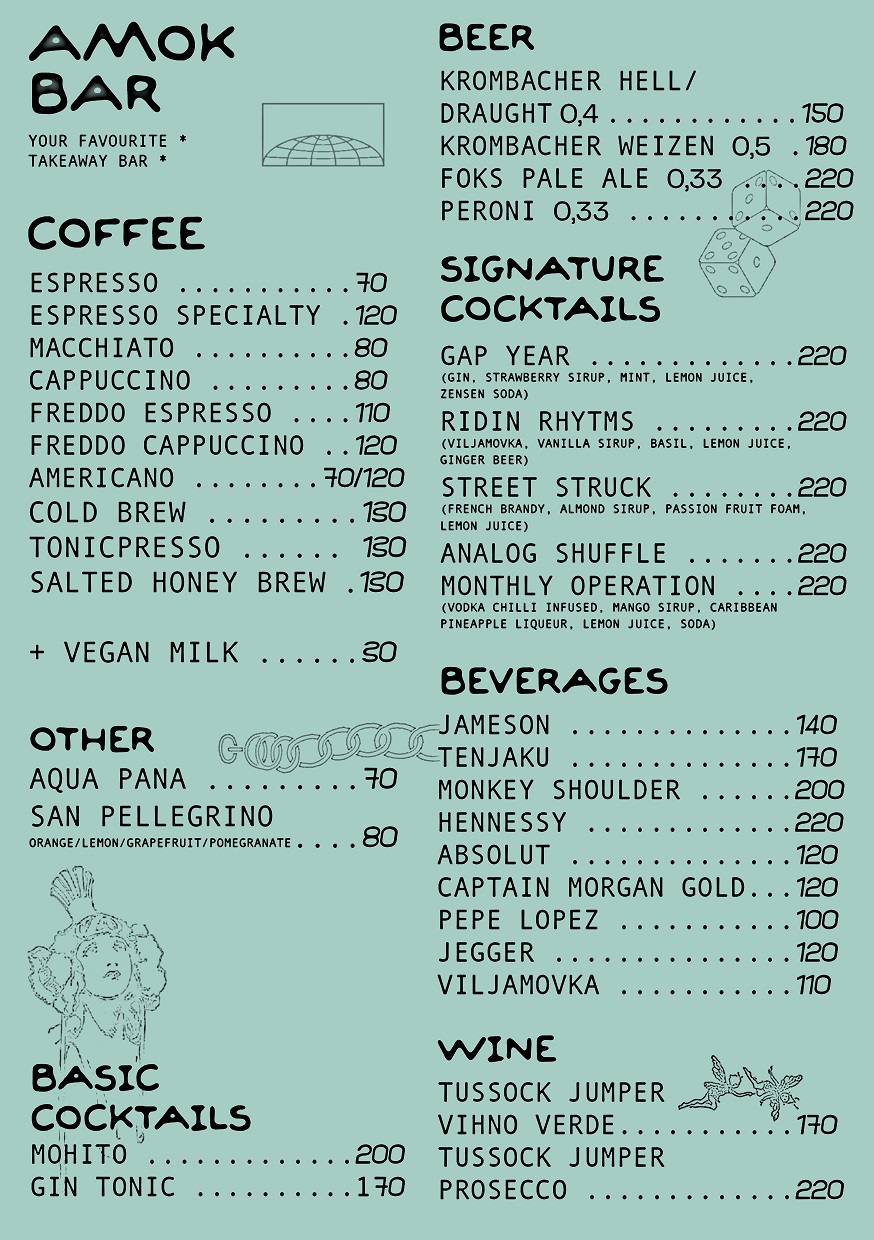 AMOK
BAR
YOUR FAVOURITE *
TAKEAWAY BAR *
COFFEE
ESPRESSO ...........70
ESPRESSO SPECIALTY .120
MACCHIATO ..........80
CAPPUCCINO .........80
FREDDO ESPRESSO ....110
FREDDO CAPPUCCINO ..120
AMERICANO ........70/120
COLD BREW .........130
TONICPRESSO ...... 130
SALTED HONEY BREW .130
+ VEGAN MILK ......30
OTHER
AQUA PANA .........70
SAN PELLEGRINO
ORANGE/LEMON/GRAPEFRUIT/POMEGRANATE....80
BASIC
COCKTAILS
MOHITO .............200
GIN TONIC ..........170
BEER
KROMBACHER HELL/
DRAUGHT 0,4 ............150
KROMBACHER WEIZEN 0,5 .180
FOKS PALE ALE 0,33 ....220
PERONI 0,33 ...........220
SIGNATURE
COCKTAILS
GAP YEAR .............220
(GIN, STRAWBERRY SIRUP, MINT, LEMON JUICE,
ZENSEN SODA)
RIDIN RHYTMS .........220
(VILJAMOVKA, VANILLA SIRUP, BASIL, LEMON JUICE,
GINGER BEER)
STREET STRUCK ........220
(FRENCH BRANDY, ALMOND SIRUP, PASSION FRUIT FOAM,
LEMON JUICE)
ANALOG SHUFFLE .......220
MONTHLY OPERATION ....220
(VODKA CHILLI INFUSED, MANGO SIRUP, CARIBBEAN
PINEAPPLE LIQUEUR, LEMON JUICE, SODA)
BEVERAGES
JAMESON ..............140
TENJAKU ..............170
MONKEY SHOULDER ......200
HENNESSY .............220
ABSOLUT ..............120
CAPTAIN MORGAN GOLD...120
PEPE LOPEZ ...........100
JEGGER ...............120
VILJAMOVKA ...........110
WINE
TUSSOCK JUMPER
VIHNO VERDE...........170
TUSSOCK JUMPER
PROSECCO .............220